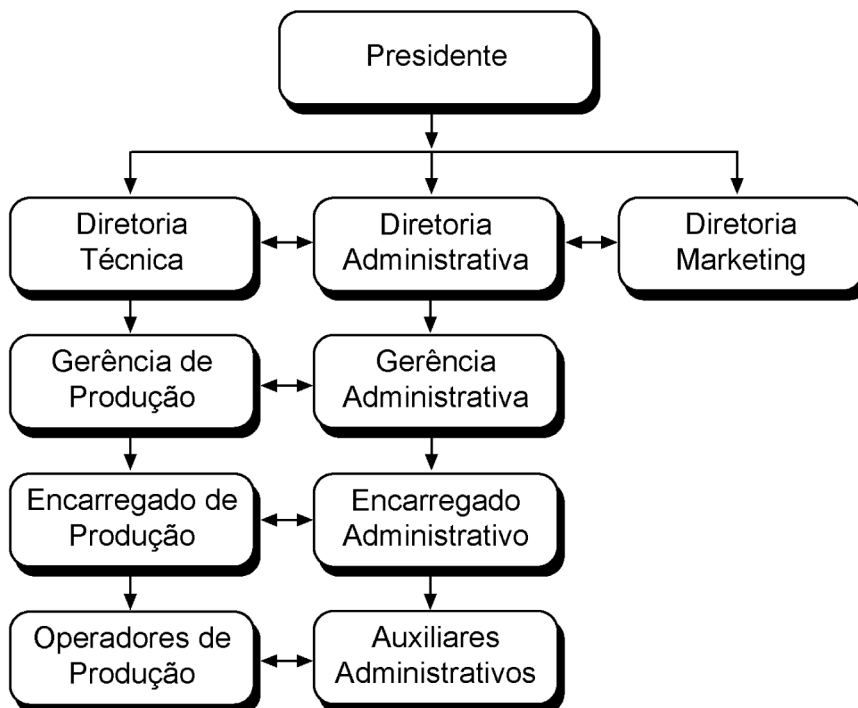 Presidente
Diretoria
Técnica
Diretoria
Administrativa
Diretoria
Marketing
Gerência de
Produção
Gerência
Administrativa
Encarregado de
Produção
Encarregado
Administrativo
Operadores de
Produção
Auxiliares
Administrativos